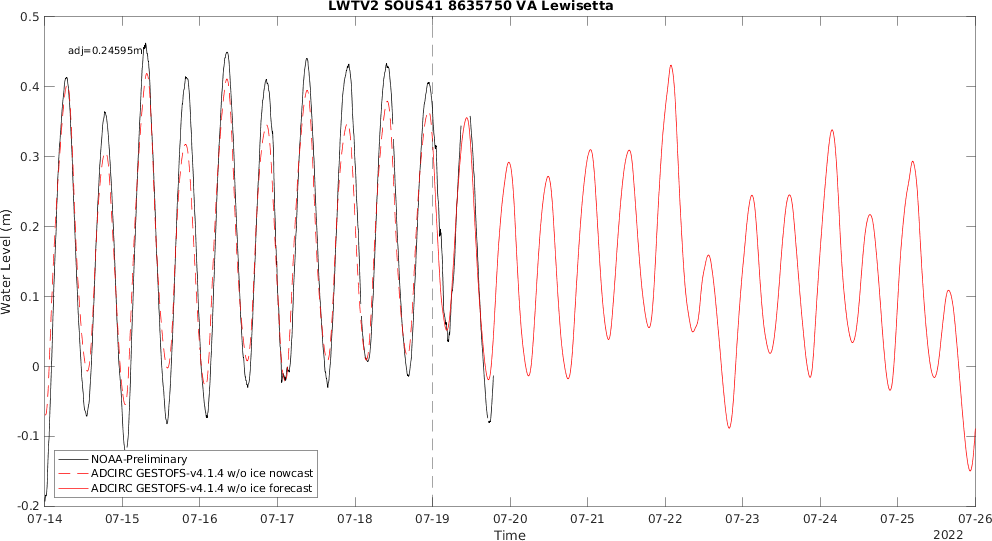 LWTV2 SOUS41 8635750 VA Lewisetta
adj=0.24595m
Water Level (m)
0.5
0.4
0.3
0.2
0.1
0
-0.1
-0.2
NOAA-Preliminary
ADCIRC GESTOFS-v4.1.4 w/o ice nowcast
ADCIRC GESTOFS-v4.1.4 w/o ice forecast
07-14 07-15 07-16 07-17 07-18 07-19 07-20 07-21 07-22 07-23 07-24 07-25 07-26
Time
2022